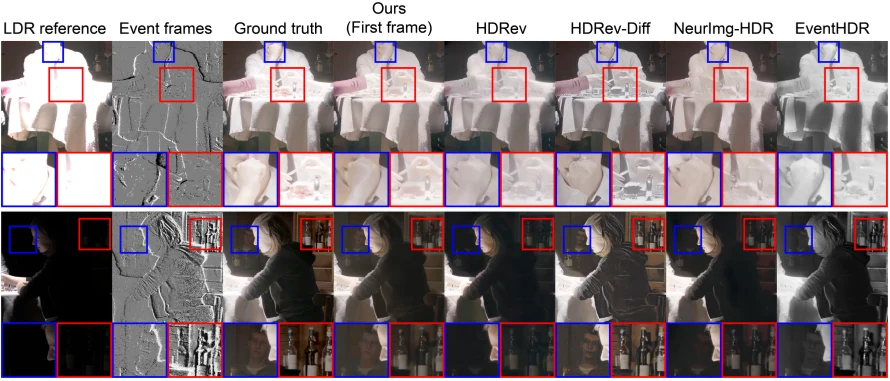 LDR reference
Event frames
Ground truth
Ours
(First frame)
HDRev
HDRev-Diff
NeurImg-HDR
EventHDR